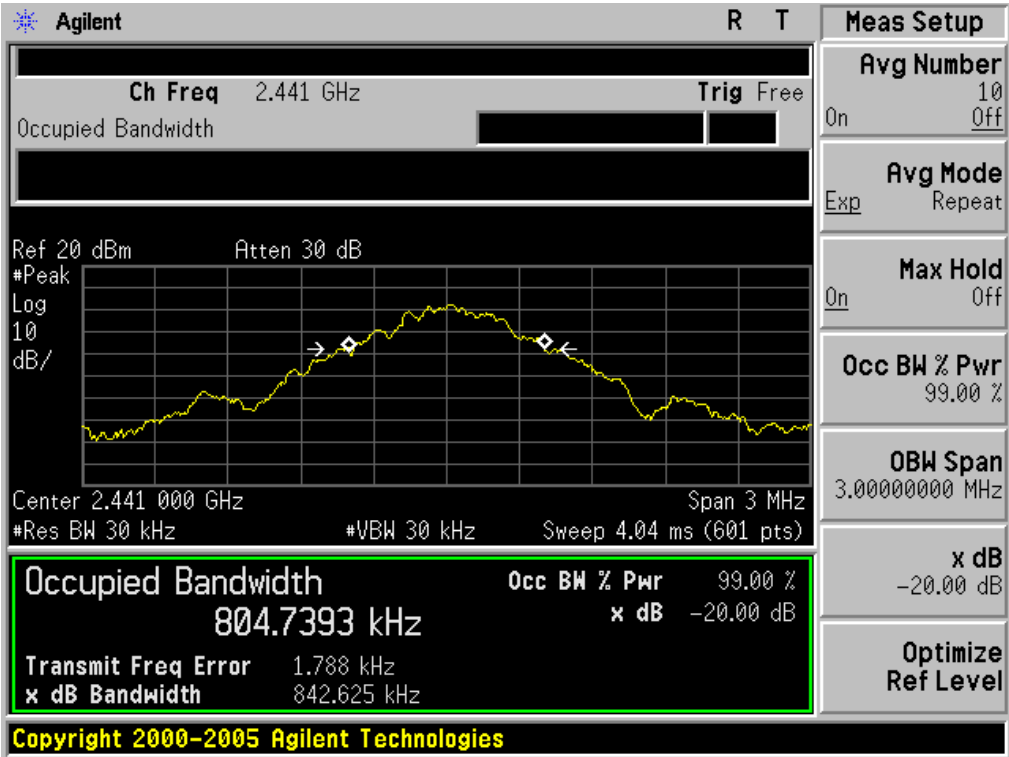 Agilent R T
Ch Freq 2.441 GHz Trig Free
Occupied Bandwidth
Ref 20 dBm Atten 30 dB
#Peak
Log
10
dB/
Center 2.441 000 GHz Span 3 MHz
#Res BW 30 kHz #VBW 30 kHz Sweep 4.04 ms (601 pts)
Occupied Bandwidth Occ BW % Pwr 99.00 %
804.7393 kHz x dB -20.00 dB
Transmit Freq Error 1.788 kHz
x dB Bandwidth 842.625 kHz
Copyright 2000-2005 Agilent Technologies
Meas Setup
Avg Number
10
On Off
Avg Mode
Exp Repeat
Max Hold
On Off
Occ BW % Pwr
99.00 %
OBW Span
3.00000000 MHz
x dB
-20.00 dB
Optimize
Ref Level